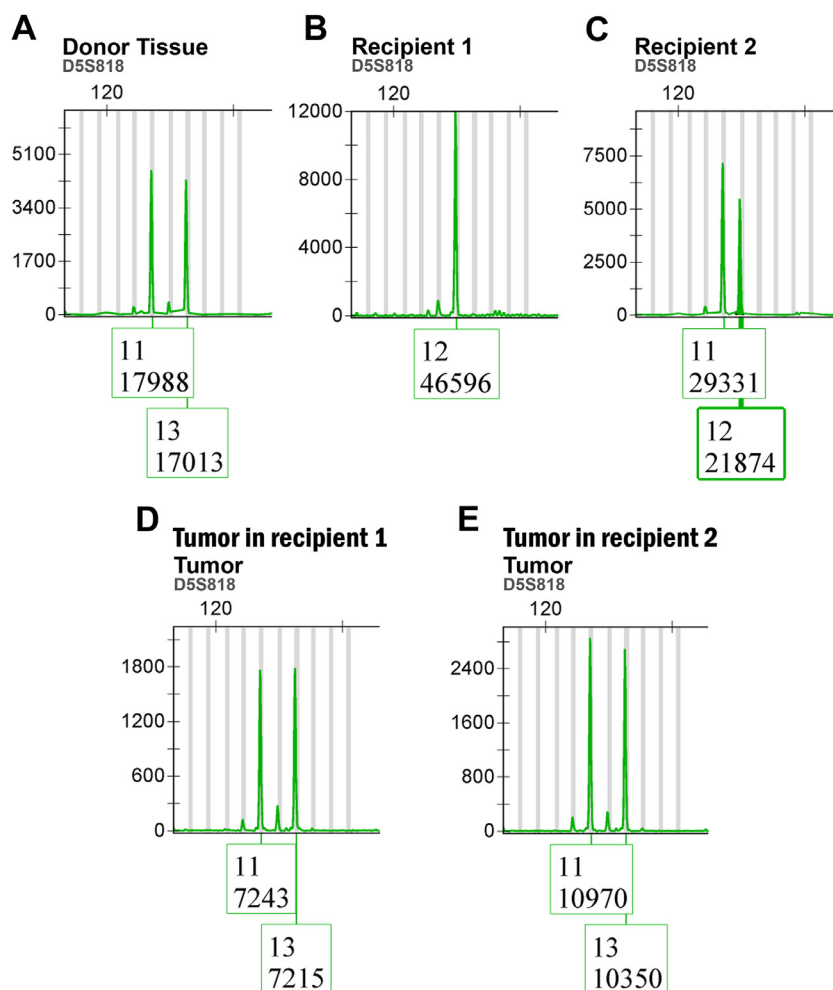 A
Donor Tissue
D5S818
120
5100
3400
1700
0
11
17988
13
17013
B
Recipient 1
D5S818
120
12000
8000
4000
0
12
46596
C
Recipient 2
D5S818
120
7500
5000
2500
0
11
29331
12
21874
D
Tumor in recipient 1
Tumor
D5S818
120
1800
1200
600
0
11
7243
13
7215
E
Tumor in recipient 2
Tumor
D5S818
120
2400
1600
800
0
11
10970
13
10350